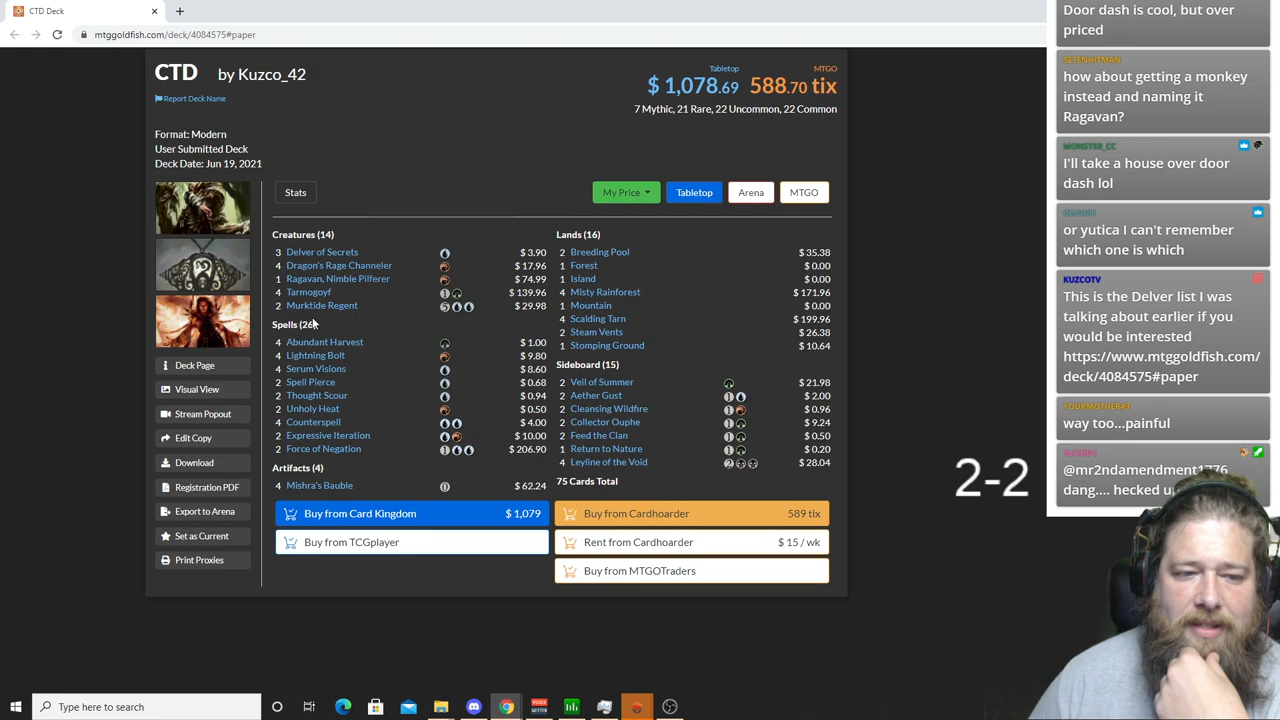 CTD Deck
mtggoldfish.com/deck/4084575#paper
CTD by Kuzco_42
Report Deck Name
Tabletop
$ 1,078.69
MTGO
588.70 tix
7 Mythic, 21 Rare, 22 Uncommon, 22 Common
Format: Modern
User Submitted Deck
Deck Date: Jun 19, 2021
Stats
My Price
Tabletop
Arena
MTGO
Deck Page
Visual View
Stream Popout
Edit Copy
Download
Registration PDF
Export to Arena
Set as Current
Print Proxies
Creatures (14)
3 Delver of Secrets $ 3.90
4 Dragon's Rage Channeler $ 17.96
1 Ragavan, Nimble Pilferer $ 74.99
4 Tarmogoyf 1 $ 139.96
2 Murktide Regent 5 $ 29.98
Spells (26)
4 Abundant Harvest $ 1.00
4 Lightning Bolt $ 9.80
4 Serum Visions $ 8.60
2 Spell Pierce $ 0.68
2 Thought Scour $ 0.94
2 Unholy Heat $ 0.50
4 Counterspell $ 4.00
2 Expressive Iteration $ 10.00
2 Force of Negation 1 $ 206.90
Artifacts (4)
4 Mishra's Bauble 0 $ 62.24
Lands (16)
2 Breeding Pool $ 35.38
1 Forest $ 0.00
1 Island $ 0.00
4 Misty Rainforest $ 171.96
1 Mountain $ 0.00
4 Scalding Tarn $ 199.96
2 Steam Vents $ 26.38
1 Stomping Ground $ 10.64
Sideboard (15)
2 Veil of Summer $ 21.98
2 Aether Gust 1 $ 2.00
2 Cleansing Wildfire 1 $ 0.96
2 Collector Ouphe 1 $ 9.24
2 Feed the Clan 1 $ 0.50
1 Return to Nature 1 $ 0.20
4 Leyline of the Void 2 $ 28.04
75 Cards Total
Buy from Card Kingdom $ 1,079
Buy from TCGplayer
Buy from Cardhoarder 589 tix
Rent from Cardhoarder $ 15 / wk
Buy from MTGOTraders
Door dash is cool, but over
priced
SETENHITMAN
how about getting a monkey
instead and naming it
Ragavan?
MONSTER_CC
I'll take a house over door
dash lol
or yutica I can't remember
which one is which
KUZCOTV
This is the Delver list I was
talking about earlier if you
would be interested
https://www.mtggoldfish.com/
deck/4084575#paper
YOURMOTHER49
way too...painful
@mr2ndamendment1776
dang.... hecked
2-2
Type here to search